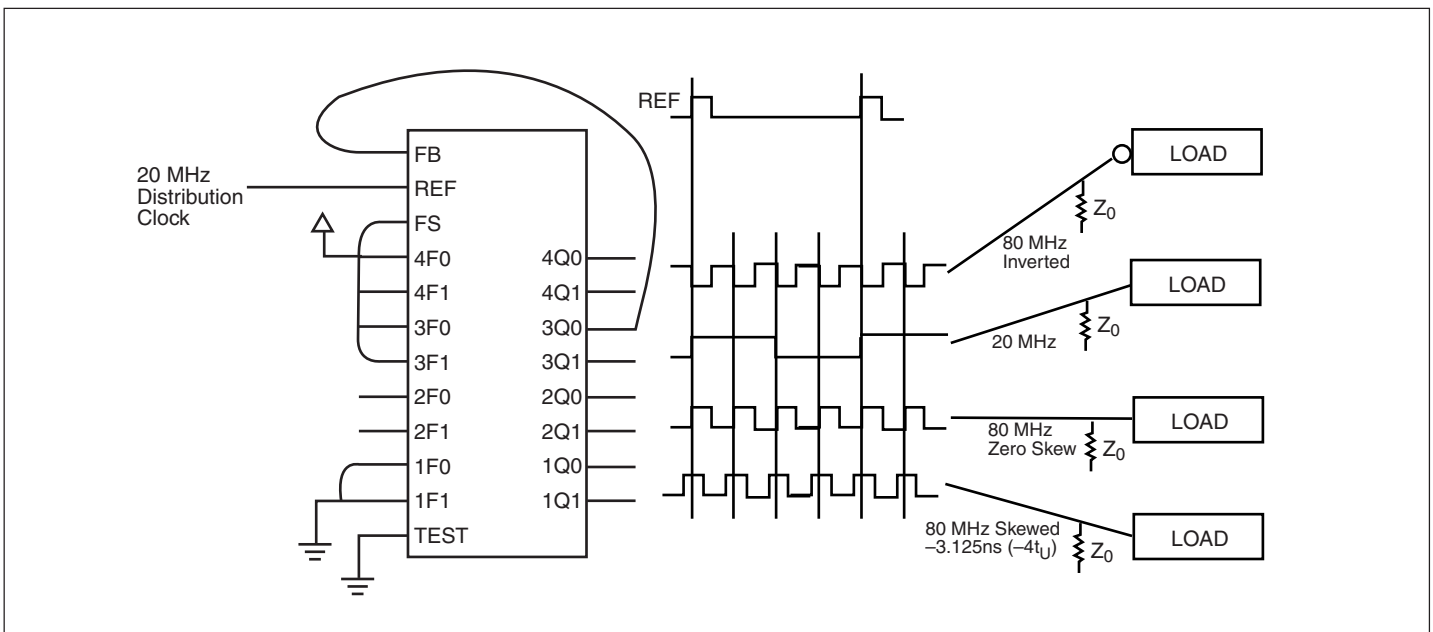 REF
20 MHz
Distribution
Clock
FB
REF
FS
4F0
4F1
3F0
3F1
2F0
2F1
1F0
1F1
TEST
4Q0
4Q1
3Q0
3Q1
2Q0
2Q1
1Q0
1Q1
LOAD
Z0
80 MHz
Inverted
LOAD
Z0
20 MHz
LOAD
80 MHz
Zero Skew
Z0
LOAD
80 MHz Skewed
–3.125ns (–4tU)
Z0